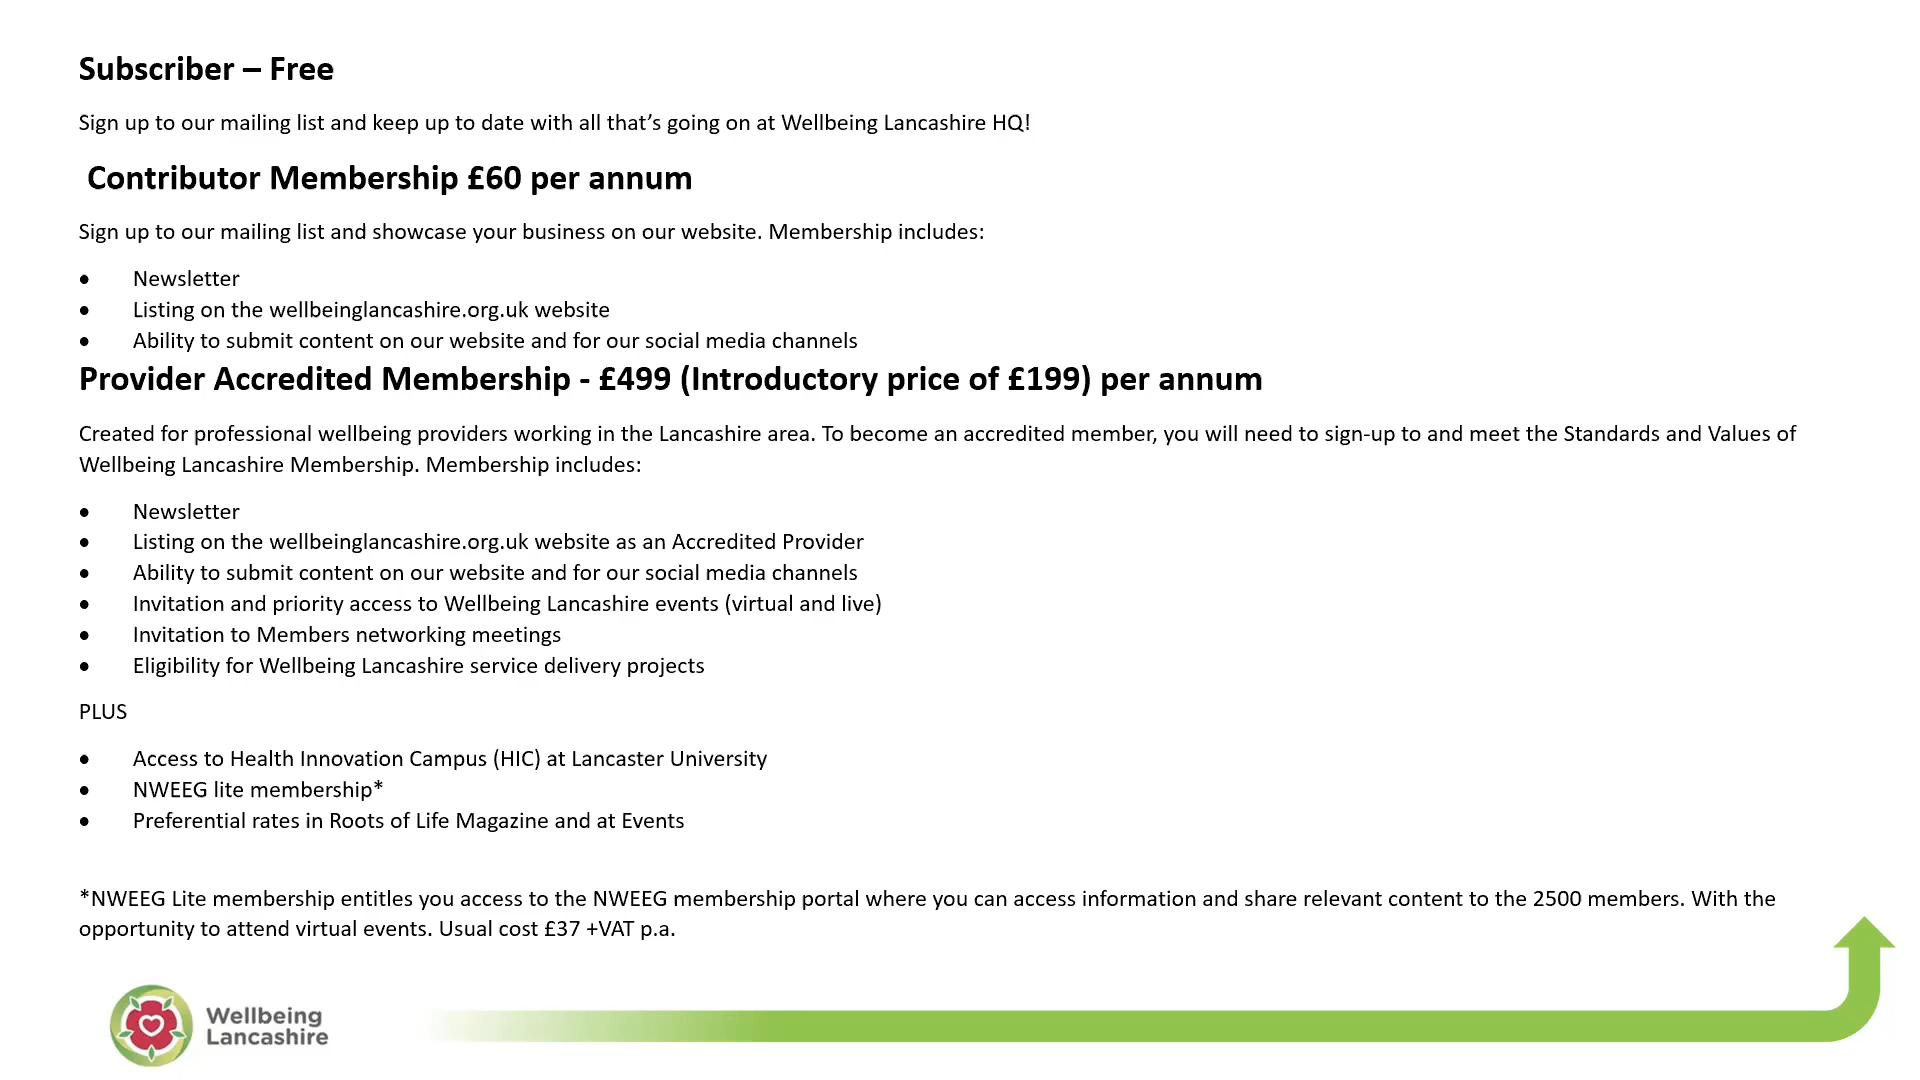 Subscriber – Free
Sign up to our mailing list and keep up to date with all that’s going on at Wellbeing Lancashire HQ!
Contributor Membership £60 per annum
Sign up to our mailing list and showcase your business on our website. Membership includes:
• Newsletter
• Listing on the wellbeinglancashire.org.uk website
• Ability to submit content on our website and for our social media channels
Provider Accredited Membership - £499 (Introductory price of £199) per annum
Created for professional wellbeing providers working in the Lancashire area. To become an accredited member, you will need to sign-up to and meet the Standards and Values of
Wellbeing Lancashire Membership. Membership includes:
• Newsletter
• Listing on the wellbeinglancashire.org.uk website as an Accredited Provider
• Ability to submit content on our website and for our social media channels
• Invitation and priority access to Wellbeing Lancashire events (virtual and live)
• Invitation to Members networking meetings
• Eligibility for Wellbeing Lancashire service delivery projects
PLUS
• Access to Health Innovation Campus (HIC) at Lancaster University
• NWEEG lite membership*
• Preferential rates in Roots of Life Magazine and at Events
*NWEEG Lite membership entitles you access to the NWEEG membership portal where you can access information and share relevant content to the 2500 members. With the
opportunity to attend virtual events. Usual cost £37 +VAT p.a.
Wellbeing
Lancashire